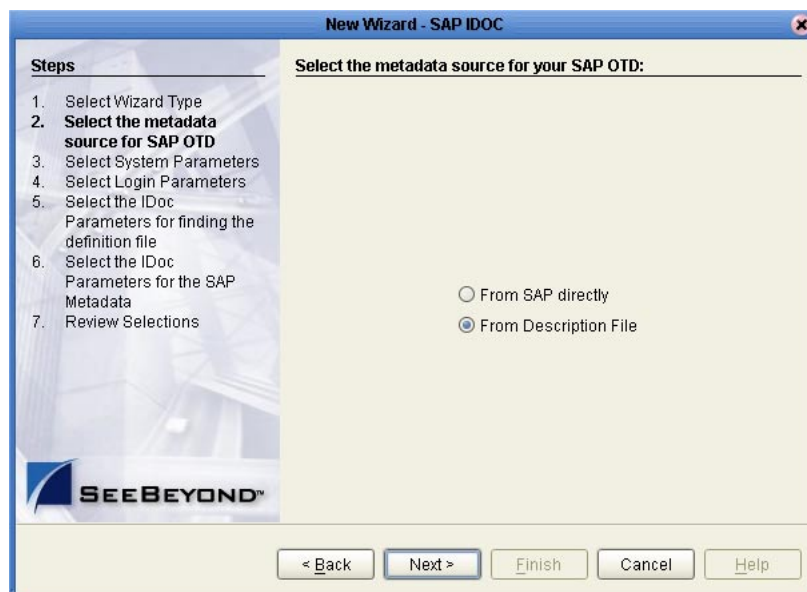 New Wizard - SAP IDOC
Steps
1. Select Wizard Type
2. Select the metadata
source for SAP OTD
3. Select System Parameters
4. Select Login Parameters
5. Select the IDoc
Parameters for finding the
definition file
6. Select the IDoc
Parameters for the SAP
Metadata
7. Review Selections
SEEBEYOND™
Select the metadata source for your SAP OTD:
From SAP directly
From Description File
< Back Next > Finish Cancel Help